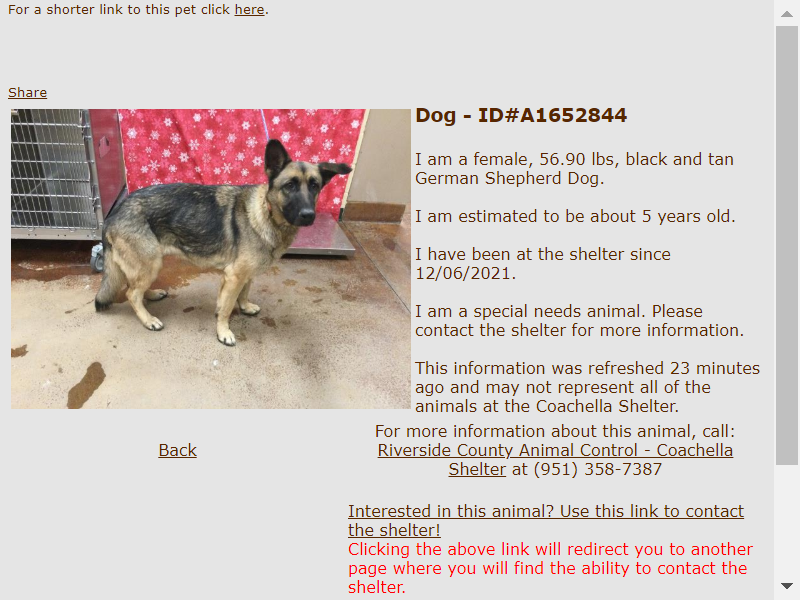 For a shorter link to this pet click here.
Share
Dog - ID#A1652844
I am a female, 56.90 lbs, black and tan
German Shepherd Dog.
I am estimated to be about 5 years old.
I have been at the shelter since
12/06/2021.
I am a special needs animal. Please
contact the shelter for more information.
This information was refreshed 23 minutes
ago and may not represent all of the
animals at the Coachella Shelter.
Back
For more information about this animal, call:
Riverside County Animal Control - Coachella
Shelter at (951) 358-7387
Interested in this animal? Use this link to contact
the shelter!
Clicking the above link will redirect you to another
page where you will find the ability to contact the
shelter.